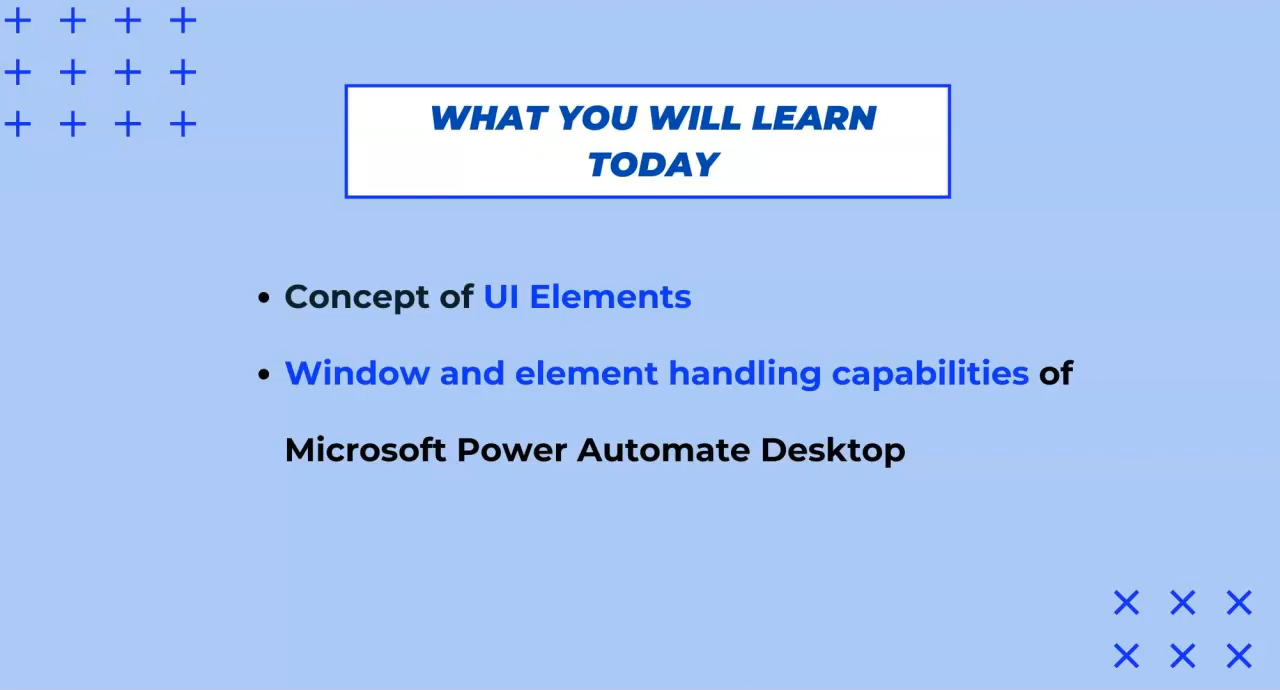 WHAT YOU WILL LEARN
TODAY
• Concept of UI Elements
• Window and element handling capabilities of
Microsoft Power Automate Desktop